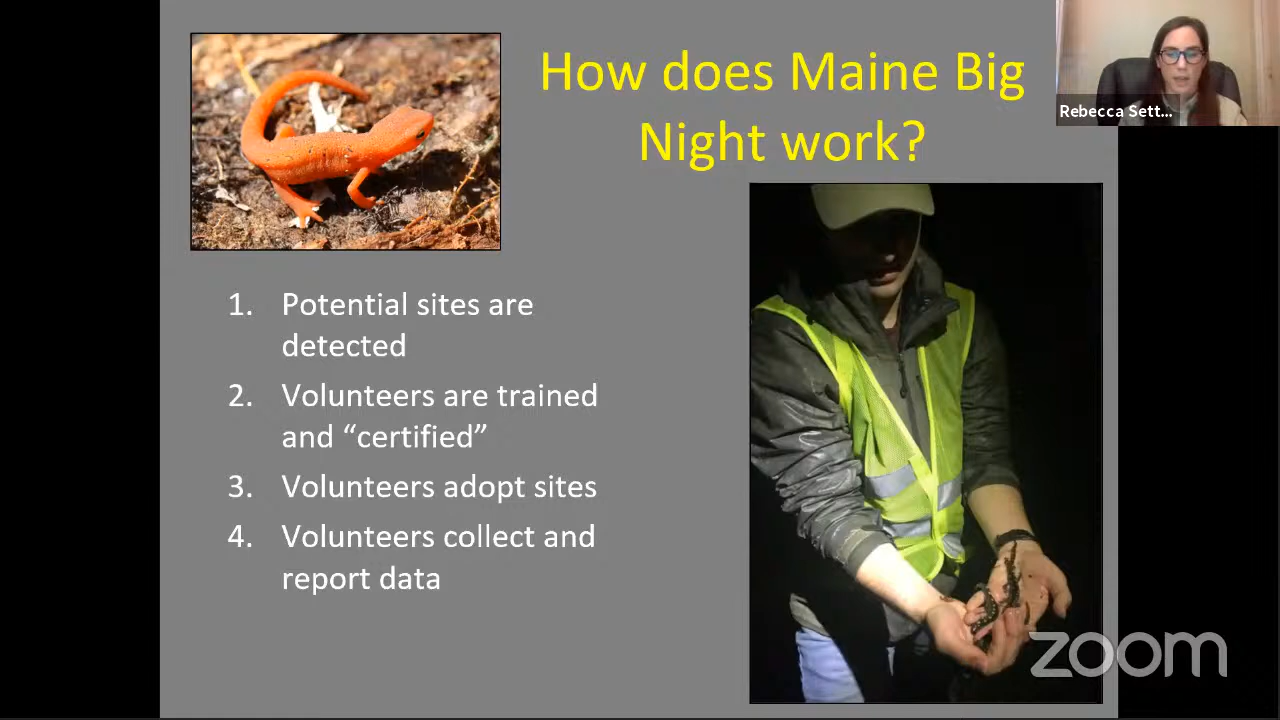 How does Maine Big
Night work?
Rebecca Sett...
1. Potential sites are
detected
2. Volunteers are trained
and “certified”
3. Volunteers adopt sites
4. Volunteers collect and
report data
zoom